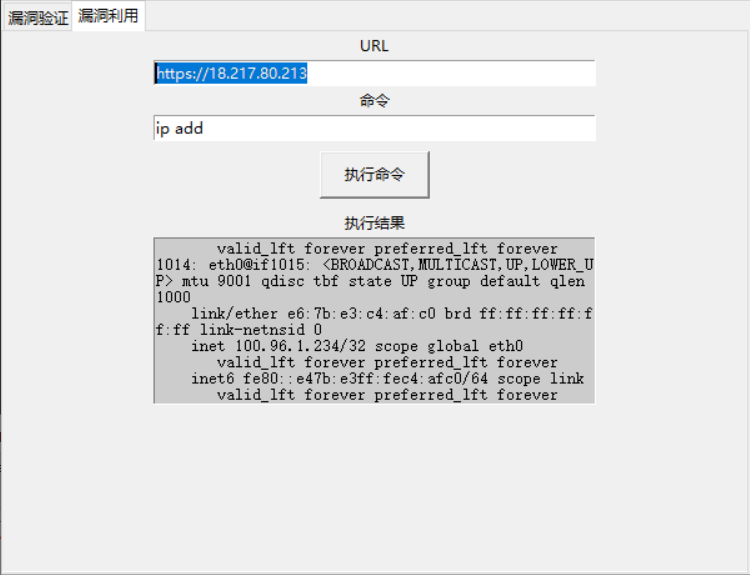 漏洞验证 漏洞利用
URL
https://18.217.80.213
命令
ip add
执行命令
执行结果
valid_lft forever preferred_lft forever
1014: eth0@if1015: <BROADCAST,MULTICAST,UP,LOWER_U
P> mtu 9001 qdisc tbf state UP group default qlen
1000
link/ether e6:7b:e3:c4:af:c0 brd ff:ff:ff:ff:f
f:ff link-netnsid 0
inet 100.96.1.234/32 scope global eth0
valid_lft forever preferred_lft forever
inet6 fe80::e47b:e3ff:fec4:afc0/64 scope link
valid_lft forever preferred_lft forever